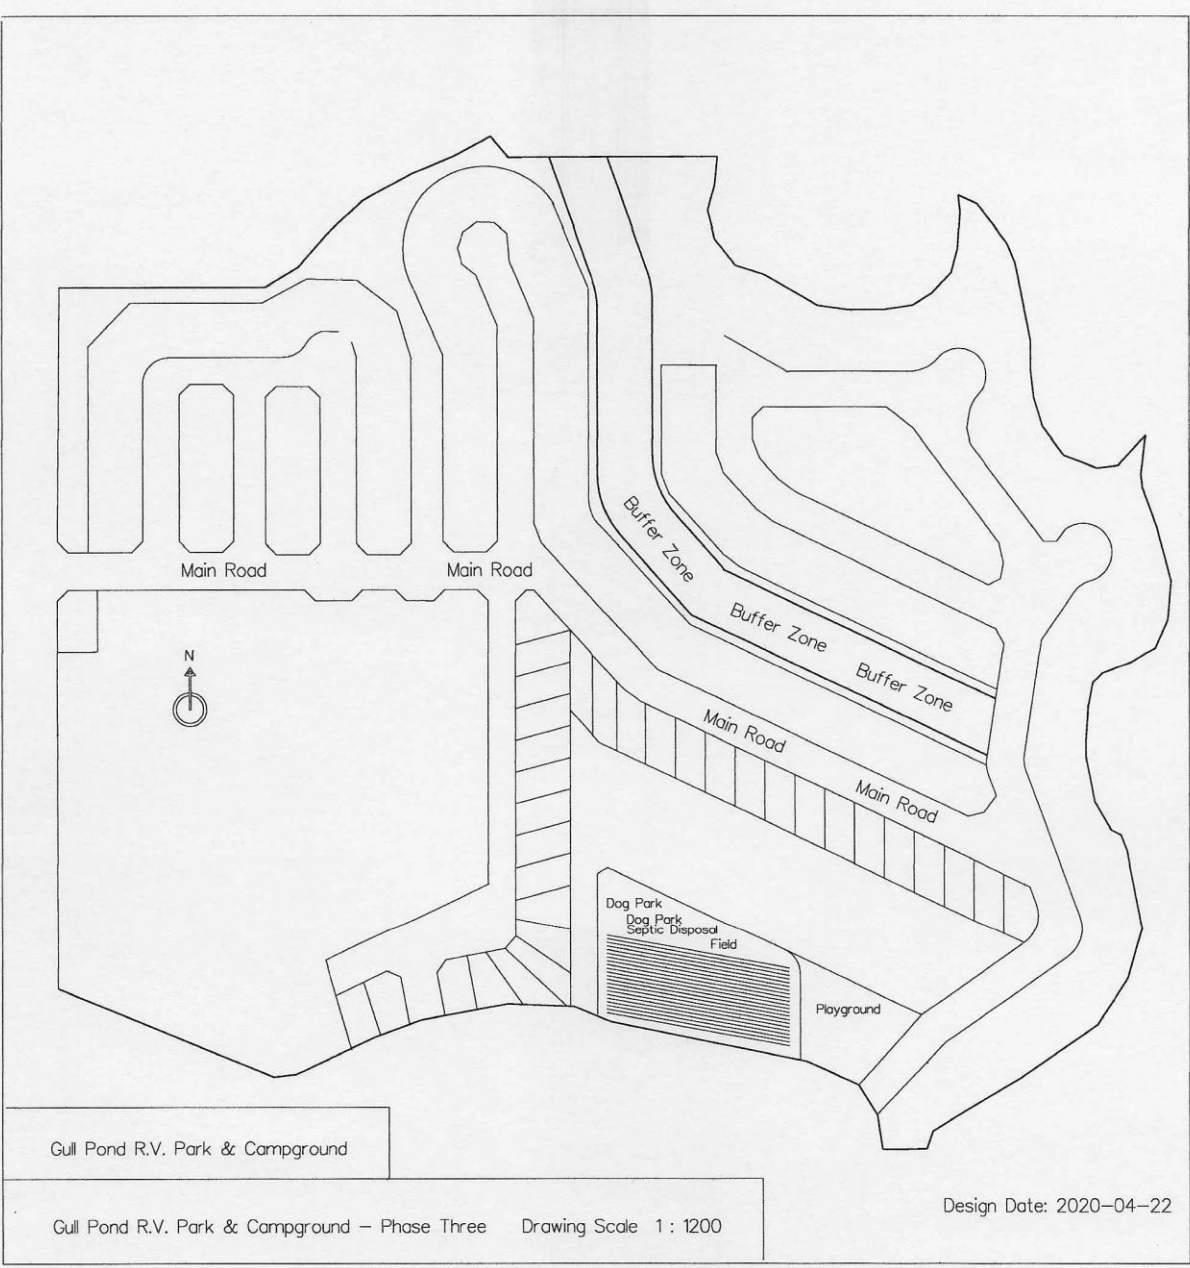 Buffer Zone
Main Road
Main Road
Buffer Zone
Buffer Zone
N
Main Road
Main Road
Dog Park
Dog Park
Septic Disposal
Field
Playground
Gull Pond R.V. Park & Campground
Design Date: 2020-04-22
Gull Pond R.V. Park & Campground - Phase Three Drawing Scale 1 : 1200